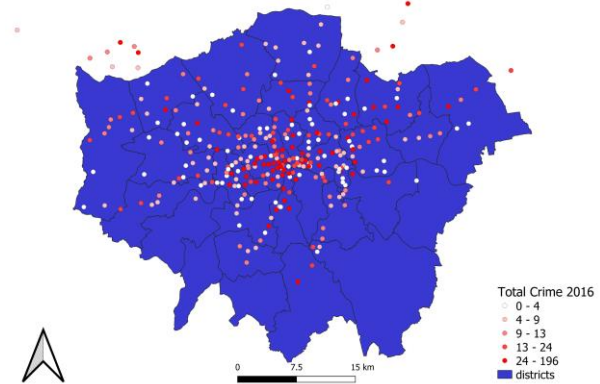 Total Crime 2016
0 - 4
4 - 9
9 - 13
13 - 24
24 - 196
districts
0 7.5 15 km